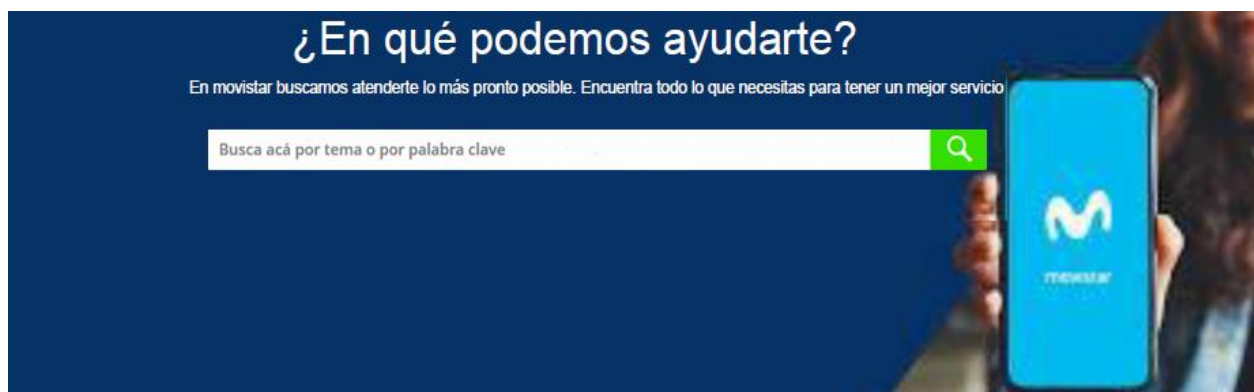 ¿En qué podemos ayudarte?
En movistar buscamos atenderte lo más pronto posible. Encuentra todo lo que necesitas para tener un mejor servicio
Busca acá por tema o por palabra clave
movistar